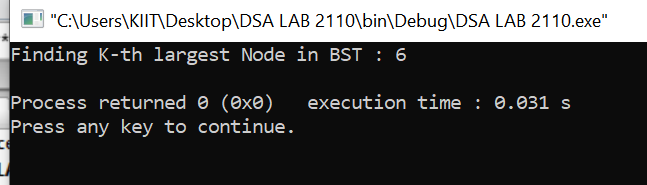 "C:\Users\KIIT\Desktop\DSA LAB 2110\bin\Debug\DSA LAB 2110.exe"
Finding K-th largest Node in BST : 6
Process returned 0 (0x0)   execution time : 0.031 s
Press any key to continue.